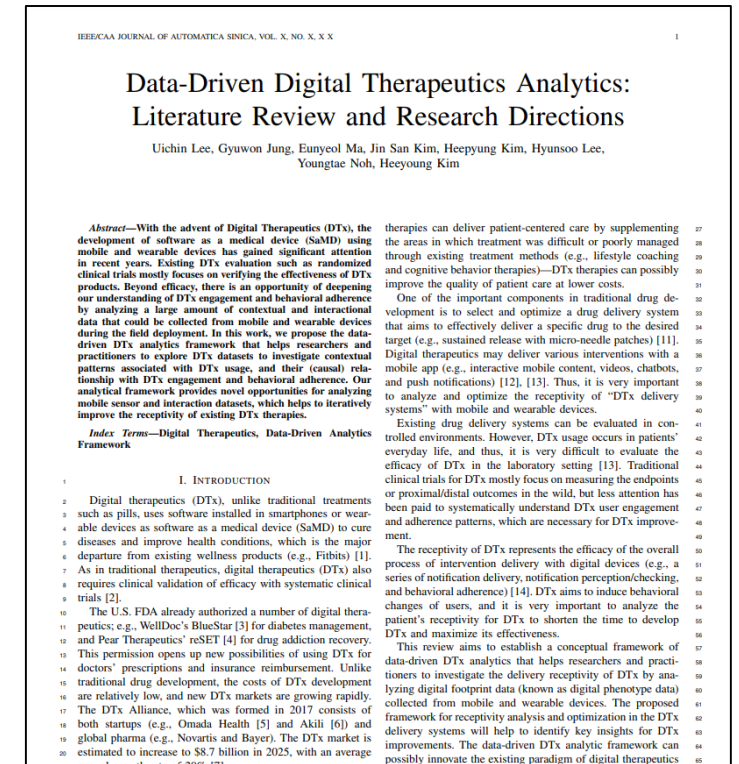 IEEE/CAA JOURNAL OF AUTOMATICA SINICA, VOL. X, NO. X, X X 1
Data-Driven Digital Therapeutics Analytics:
Literature Review and Research Directions
Uichin Lee, Gyuwon Jung, Eunyeol Ma, Jin San Kim, Heepyung Kim, Hyunsoo Lee,
Youngtae Noh, Heeyoung Kim
Abstract—With the advent of Digital Therapeutics (DTx), the
development of software as a medical device (SaMD) using
mobile and wearable devices has gained significant attention
in recent years. Existing DTx evaluation such as randomized
clinical trials mostly focuses on verifying the effectiveness of DTx
products. Beyond efficacy, there is an opportunity of deepening
our understanding of DTx engagement and behavioral adherence
by analyzing a large amount of contextual and interactional
data that could be collected from mobile and wearable devices
during the field deployment. In this work, we propose the data-
driven DTx analytics framework that helps researchers and
practitioners to explore DTx datasets to investigate contextual
patterns associated with DTx usage, and their (causal) rela-
tionship with DTx engagement and behavioral adherence. Our
analytical framework provides novel opportunities for analyzing
mobile sensor and interaction datasets, which helps to iteratively
improve the receptivity of existing DTx therapies.
Index Terms—Digital Therapeutics, Data-Driven Analytics
Framework
1 I. INTRODUCTION
2 Digital therapeutics (DTx), unlike traditional treatments
3 such as pills, uses software installed in smartphones or wear-
4 able devices as software as a medical device (SaMD) to cure
5 diseases and improve health conditions, which is the major
6 departure from existing wellness products (e.g., Fitbits) [1].
7 As in traditional therapeutics, digital therapeutics (DTx) also
8 requires clinical validation of efficacy with systematic clinical
9 trials [2].
10 The U.S. FDA already authorized a number of digital thera-
11 peutics; e.g., WellDoc's BlueStar [3] for diabetes management,
12 and Pear Therapeutics' reSET [4] for drug addiction recovery.
13 This permission opens up new possibilities of using DTx for
14 doctors' prescriptions and insurance reimbursement. Unlike
15 traditional drug development, the costs of DTx development
16 are relatively low, and new DTx markets are growing rapidly.
17 The DTx Alliance, which was formed in 2017 consists of
18 both startups (e.g., Omada Health [5] and Akili [6]) and
19 global pharma (e.g., Novartis and Bayer). The DTx market is
20 estimated to increase to $8.7 billion in 2025, with an average
therapies can deliver patient-centered care by supplementing 27
the areas in which treatment was difficult or poorly managed 28
through existing treatment methods (e.g., lifestyle coaching 29
and cognitive behavior therapies)—DTx therapies can possibly 30
improve the quality of patient care at lower costs. 31
One of the important components in traditional drug de- 32
velopment is to select and optimize a drug delivery system 33
that aims to effectively deliver a specific drug to the desired 34
target (e.g., sustained release with micro-needle patches) [11]. 35
Digital therapeutics may deliver various interventions with a 36
mobile app (e.g., interactive mobile content, videos, chatbots, 37
and push notifications) [12], [13]. Thus, it is very important 38
to analyze and optimize the receptivity of "DTx delivery 39
systems" with mobile and wearable devices. 40
Existing drug delivery systems can be evaluated in con- 41
trolled environments. However, DTx usage occurs in patients' 42
everyday life, and thus, it is very difficult to evaluate the 43
efficacy of DTx in the laboratory setting [13]. Traditional 44
clinical trials for DTx mostly focus on measuring the endpoints 45
or proximal/distal outcomes in the wild, but less attention has 46
been paid to systematically understand DTx user engagement 47
and adherence patterns, which are necessary for DTx improve- 48
ment. 49
The receptivity of DTx represents the efficacy of the overall 50
process of intervention delivery with digital devices (e.g., a 51
series of notification delivery, notification perception/checking, 52
and behavioral adherence) [14]. DTx aims to induce behavioral 53
changes of users, and it is very important to analyze the 54
patient's receptivity for DTx to shorten the time to develop 55
DTx and maximize its effectiveness. 56
This review aims to establish a conceptual framework of 57
data-driven DTx analytics that helps researchers and practi- 58
tioners to investigate the delivery receptivity of DTx by ana- 59
lyzing digital footprint data (known as digital phenotype data) 60
collected from mobile and wearable devices. The proposed 61
framework for receptivity analysis and optimization in the DTx 62
delivery systems will help to identify key insights for DTx 63
improvements. The data-driven DTx analytic framework can 64
possibly innovate the existing paradigm of digital therapeutics 65